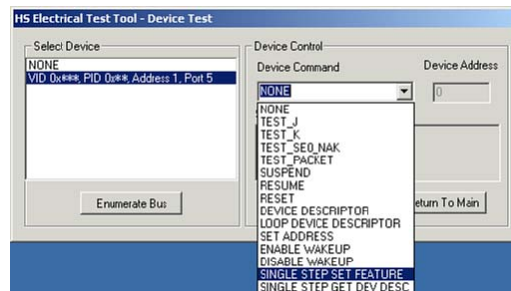 HS Electrical Test Tool - Device Test
Select Device
NONE
VID 0x***, PID 0x**, Address 1, Port 5
Enumerate Bus
Device Control
Device Command
Device Address
NONE
0
NONE
TEST_J
TEST_K
TEST_SE0_NAK
TEST_PACKET
SUSPEND
RESUME
RESET
DEVICE DESCRIPTOR
LOOP DEVICE DESCRIPTOR
SET ADDRESS
ENABLE WAKEUP
DISABLE WAKEUP
SINGLE STEP SET FEATURE
SINGLE STEP GET DEV DESC
eturn To Main